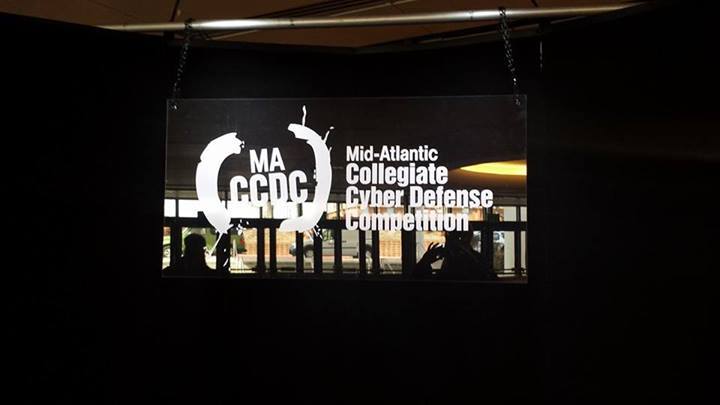 MA
CCDC
Mid-Atlantic
Collegiate
Cyber Defense
Competition